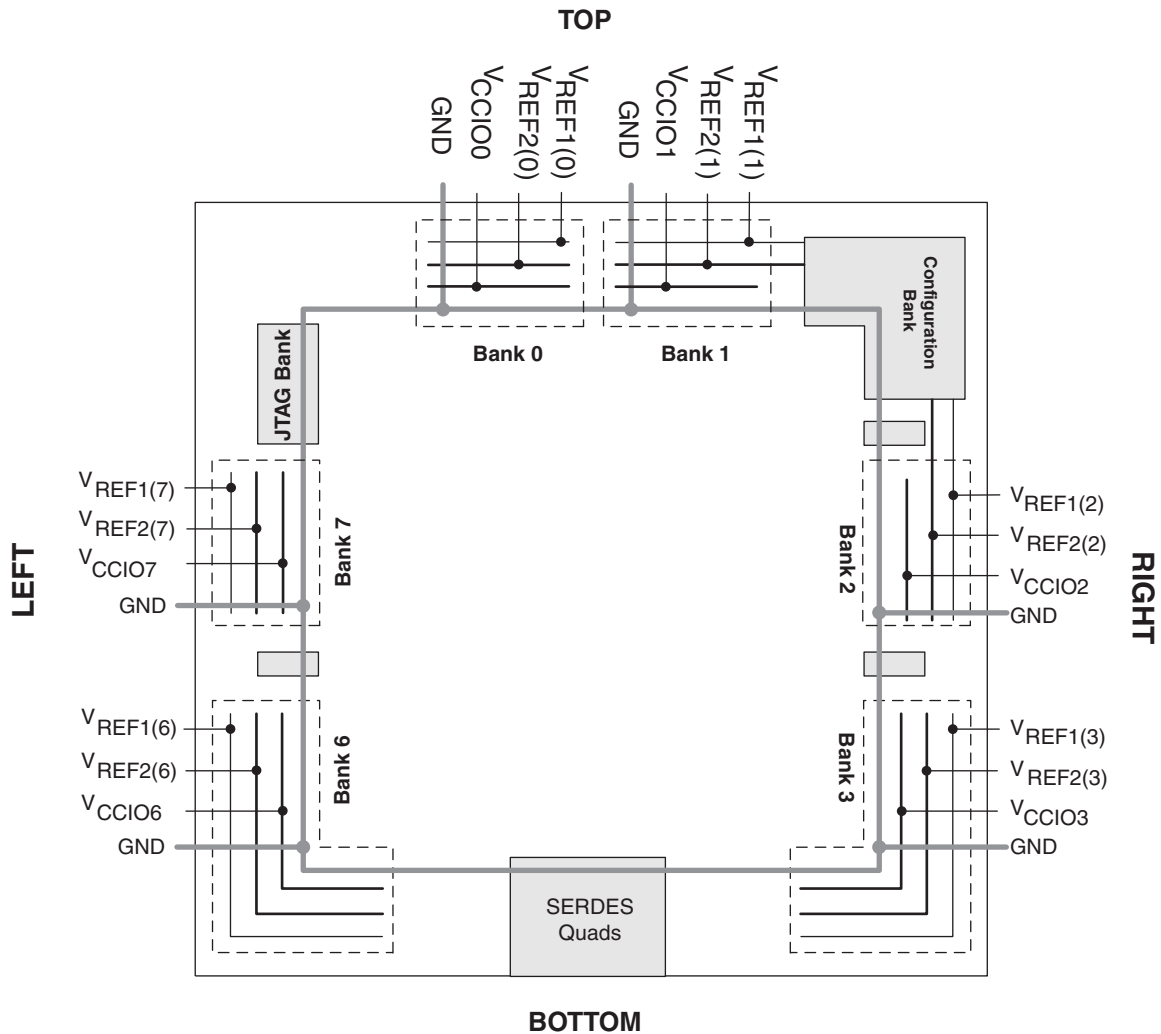 TOP
GND
VCCIO0
VREF2(0)
VREF1(0)
GND
VCCIO1
VREF2(1)
VREF1(1)
Configuration
Bank
Bank 0
Bank 1
JTAG Bank
LEFT
VREF1(7)
VREF2(7)
VCCIO7
GND
Bank 7
Bank 2
VREF1(2)
VREF2(2)
VCCIO2
GND
RIGHT
VREF1(6)
VREF2(6)
VCCIO6
GND
Bank 6
Bank 3
VREF1(3)
VREF2(3)
VCCIO3
GND
SERDES
Quads
BOTTOM